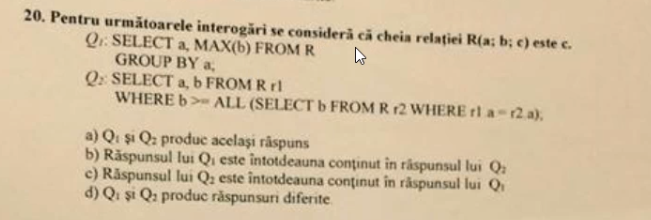 20. Pentru următoarele interogări se consideră că cheia relației R(a; b; c) este c.
Q₁: SELECT a, MAX(b) FROM R
GROUP BY a;
Q₂: SELECT a, b FROM R r1
WHERE b >= ALL (SELECT b FROM R r2 WHERE r1.a = r2.a);
a) Q₁ și Q₂ produc același răspuns
b) Răspunsul lui Q₁ este întotdeauna conținut în răspunsul lui Q₂
c) Răspunsul lui Q₂ este întotdeauna conținut în răspunsul lui Q₁
d) Q₁ și Q₂ produc răspunsuri diferite.